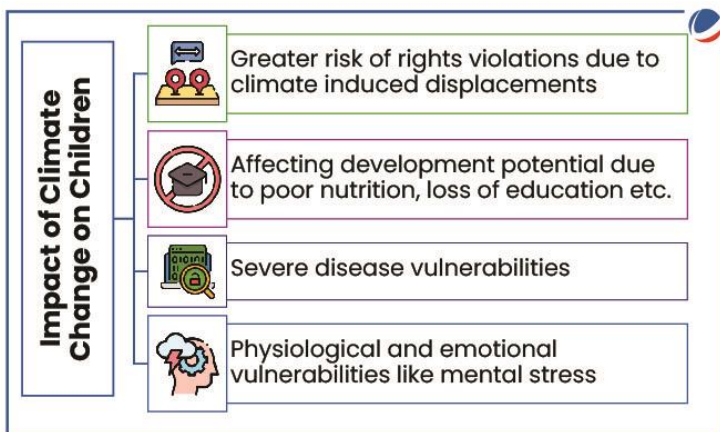 Impact of Climate
Change on Children
Greater risk of rights violations due to
climate induced displacements
Affecting development potential due
to poor nutrition, loss of education etc.
Severe disease vulnerabilities
Physiological and emotional
vulnerabilities like mental stress